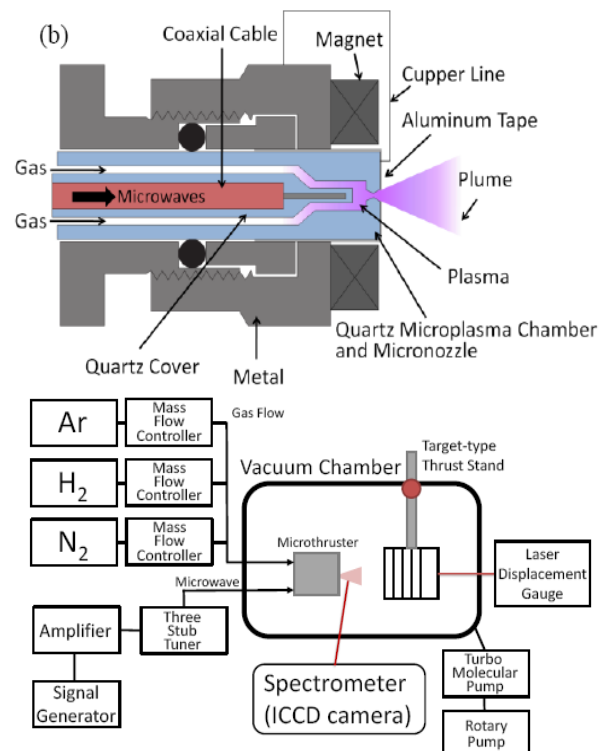 (b)
Coaxial Cable
Magnet
Cupper Line
Aluminum Tape
Gas
Microwaves
Gas
Plume
Plasma
Quartz Microplasma Chamber
and Micronozzle
Quartz Cover
Metal
Ar
Mass
Flow
Controller
Gas Flow
H2
Mass
Flow
Controller
N2
Mass
Flow
Controller
Vacuum Chamber
Target-type
Thrust Stand
Microthruster
Laser
Displacement
Gauge
Microwave
Amplifier
Three
Stub
Tuner
Signal
Generator
Spectrometer
(ICCD camera)
Turbo
Molecular
Pump
Rotary
Pump